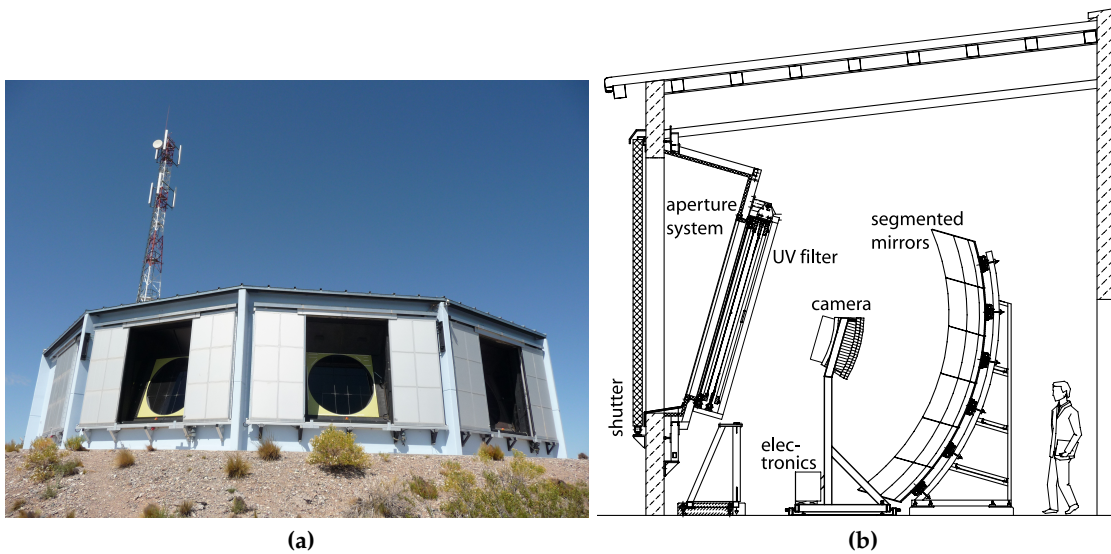 aperture
system
segmented
mirrors
UV filter
camera
shutter
elec-
tronics
(a)
(b)